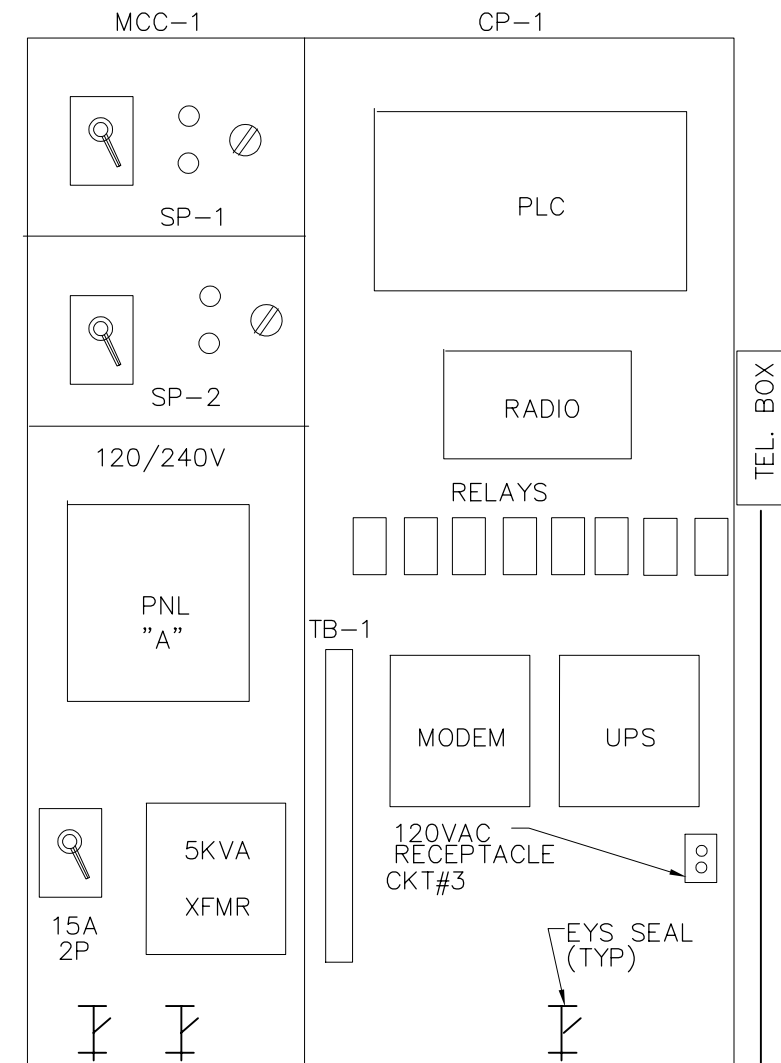 MCC-1
CP-1
SP-1
PLC
SP-2
RADIO
TEL. BOX
120/240V
RELAYS
PNL
"A"
TB-1
MODEM
UPS
120VAC
RECEPTACLE
CKT#3
5KVA
XFMR
15A
2P
EYS SEAL
(TYP)